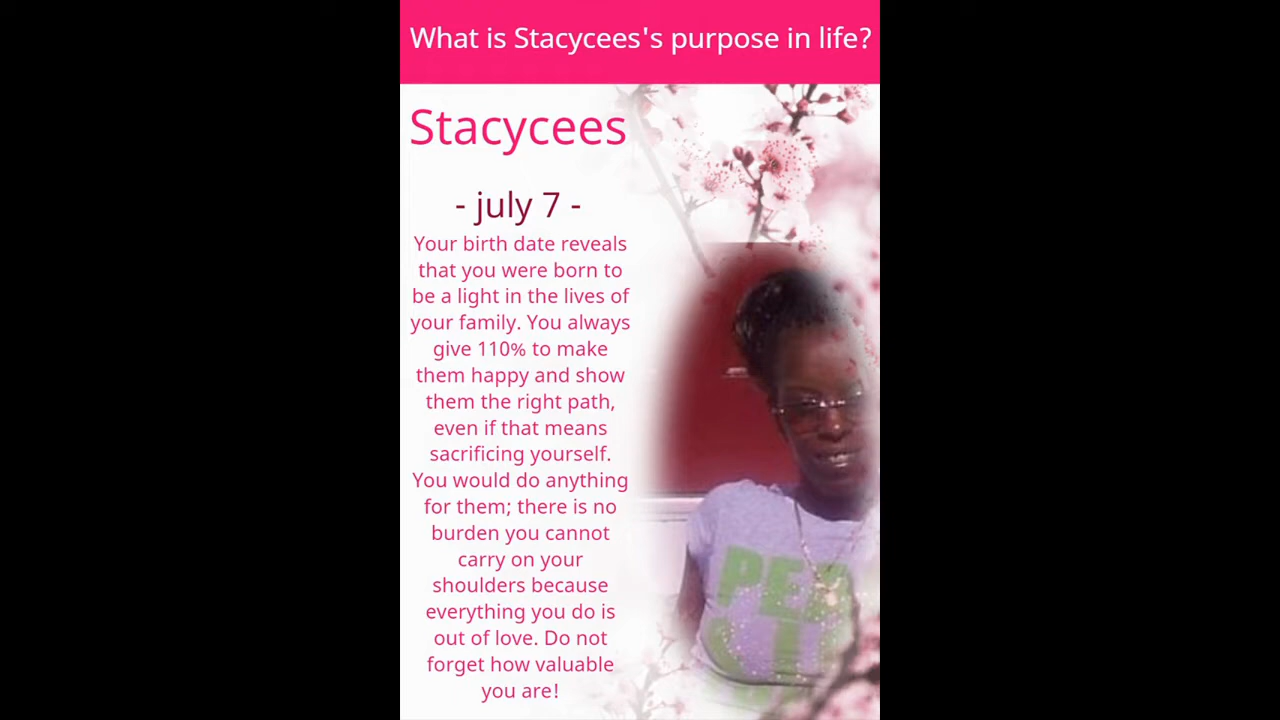 What is Stacycees's purpose in life?
Stacycees
- july 7 -
Your birth date reveals
that you were born to
be a light in the lives of
your family. You always
give 110% to make
them happy and show
them the right path,
even if that means
sacrificing yourself.
You would do anything
for them; there is no
burden you cannot
carry on your
shoulders because
everything you do is
out of love. Do not
forget how valuable
you are!